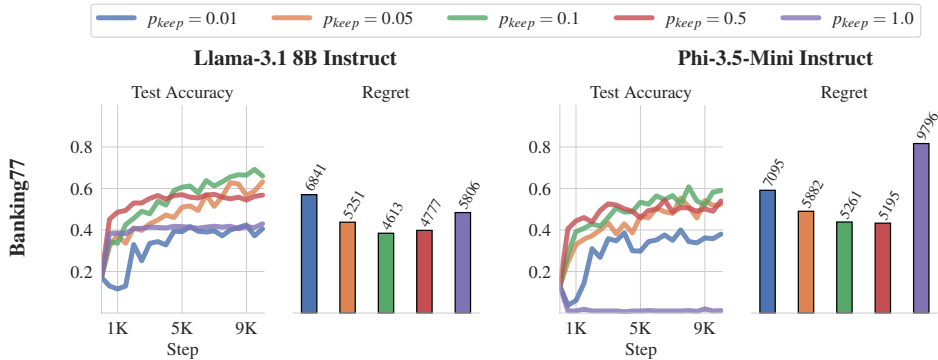 p_keep = 0.01 p_keep = 0.05 p_keep = 0.1 p_keep = 0.5 p_keep = 1.0
Llama-3.1 8B Instruct
Phi-3.5-Mini Instruct
Banking77
Test Accuracy
0.8
0.6
0.4
0.2
1K 5K 9K
Step
Regret
6841
5251
4613
4777
5806
Test Accuracy
0.8
0.6
0.4
0.2
1K 5K 9K
Step
Regret
7095
5882
5261
5195
9796